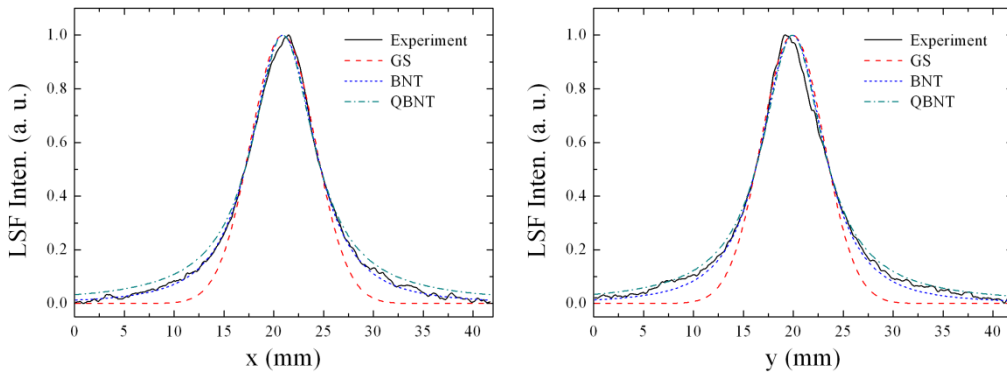 LSF Inten. (a. u.)
1.0
0.8
0.6
0.4
0.2
0.0
Experiment
GS
BNT
QBNT
0 5 10 15 20 25 30 35 40
x (mm)
LSF Inten. (a. u.)
1.0
0.8
0.6
0.4
0.2
0.0
Experiment
GS
BNT
QBNT
0 5 10 15 20 25 30 35 40
y (mm)